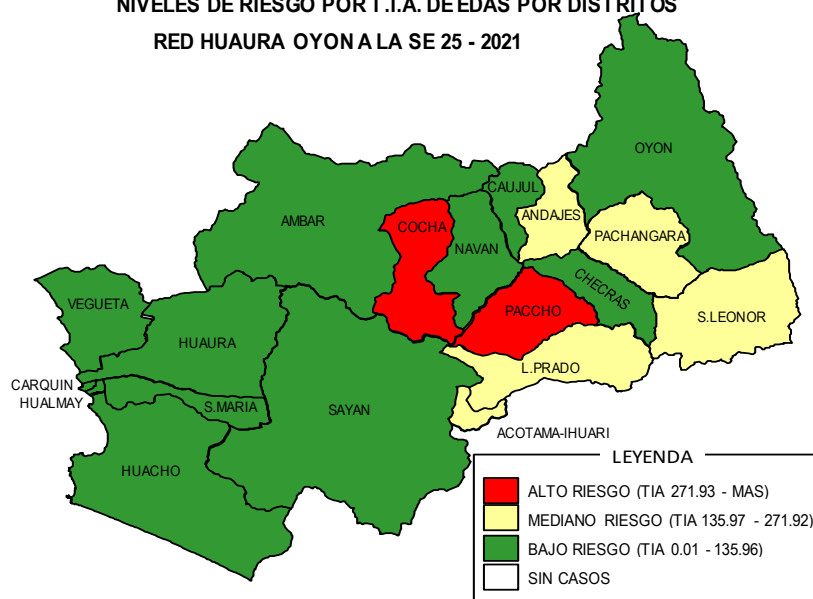 NIVELES DE RIESGO POR T.I.A. DE EDAS POR DISTRITOS
RED HUAURA OYON A LA SE 25 - 2021
OYON
CAUJUL
ANDAJES
AMBAR
COCHA
NAVAN
PACHANGARA
CHECRAS
VEGUETA
PACCHO
S.LEONOR
HUAURA
L.PRADO
CARQUIN
HUALMAY
S.MARIA
SAYAN
ACOTAMA-IHUARI
HUACHO
LEYENDA
ALTO RIESGO (TIA 271.93 - MAS)
MEDIANO RIESGO (TIA 135.97 - 271.92)
BAJO RIESGO (TIA 0.01 - 135.96)
SIN CASOS